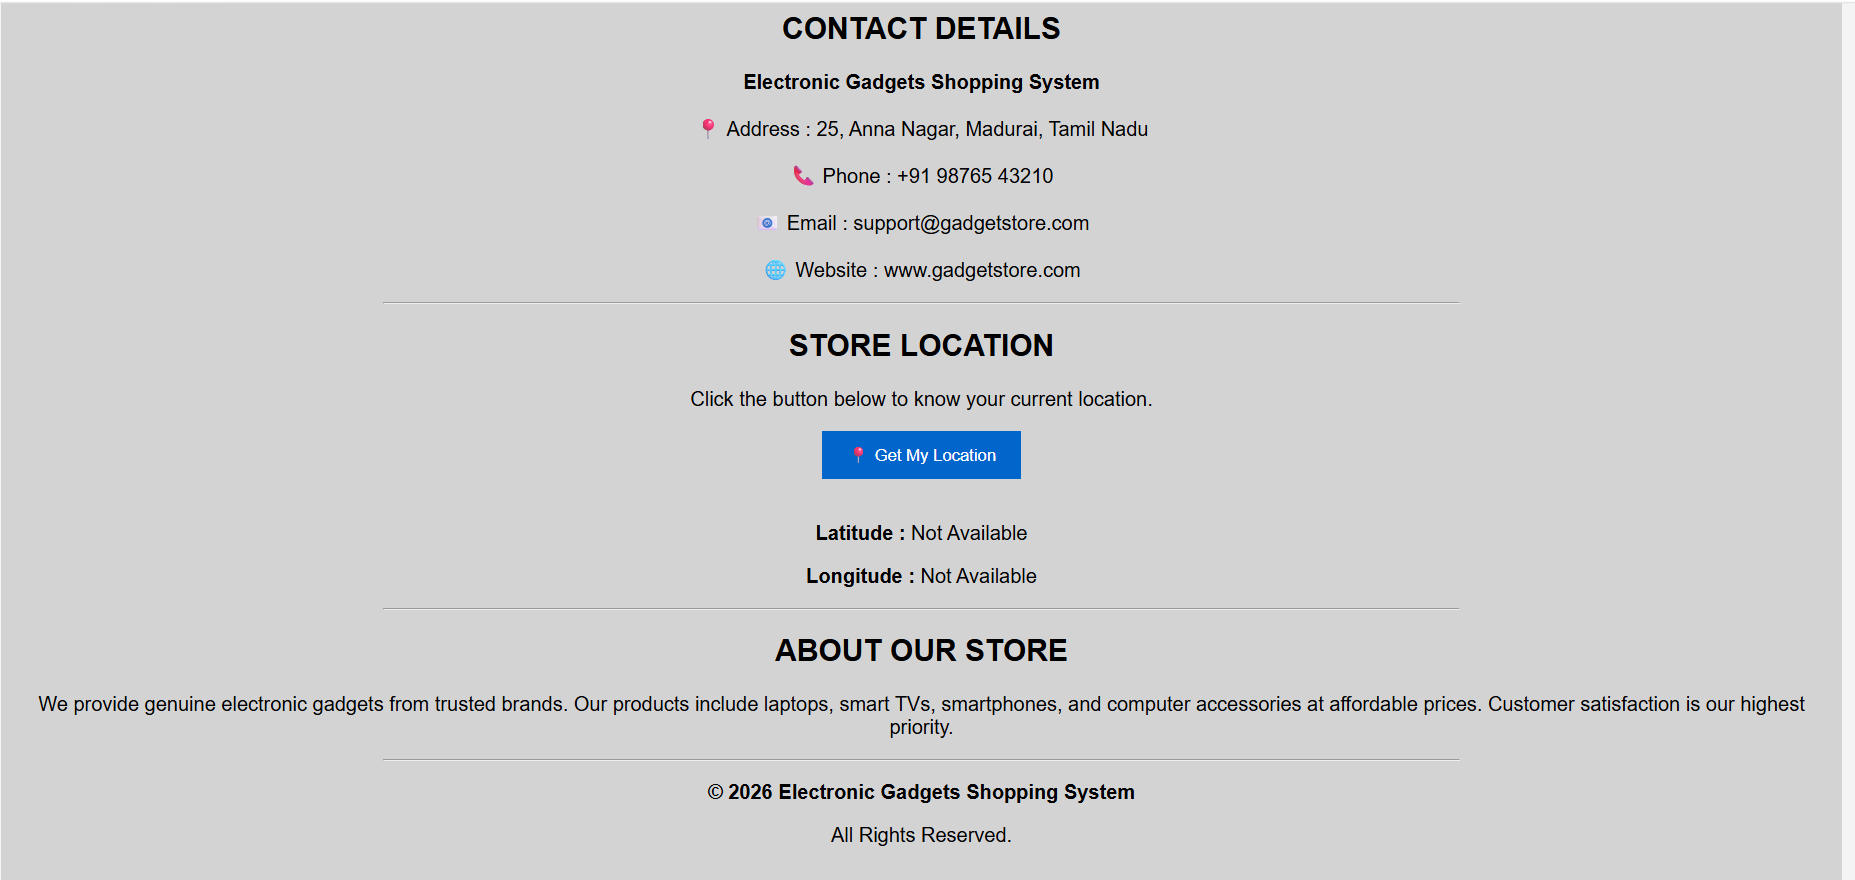 CONTACT DETAILS
Electronic Gadgets Shopping System
📍 Address : 25, Anna Nagar, Madurai, Tamil Nadu
📞 Phone : +91 98765 43210
📧 Email : support@gadgetstore.com
🌐 Website : www.gadgetstore.com
STORE LOCATION
Click the button below to know your current location.
📍 Get My Location
Latitude : Not Available
Longitude : Not Available
ABOUT OUR STORE
We provide genuine electronic gadgets from trusted brands. Our products include laptops, smart TVs, smartphones, and computer accessories at affordable prices. Customer satisfaction is our highest
priority.
© 2026 Electronic Gadgets Shopping System
All Rights Reserved.